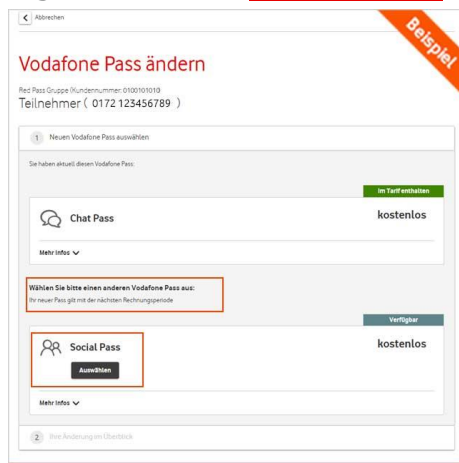 Abbrechen
Beispiel
Vodafone Pass ändern
Red Pass Gruppe (Kundennummer: 0100101010)
Teilnehmer ( 0172 123456789 )
1 Neuen Vodafone Pass auswählen
Sie haben aktuell diesen Vodafone Pass:
Im Tarif enthalten
Chat Pass kostenlos
Mehr Infos
Wählen Sie bitte einen anderen Vodafone Pass aus:
Ihr neuer Pass gilt mit der nächsten Rechnungsperiode
Verfügbar
Social Pass kostenlos
Auswählen
Mehr Infos
2 Ihre Änderung im Überblick